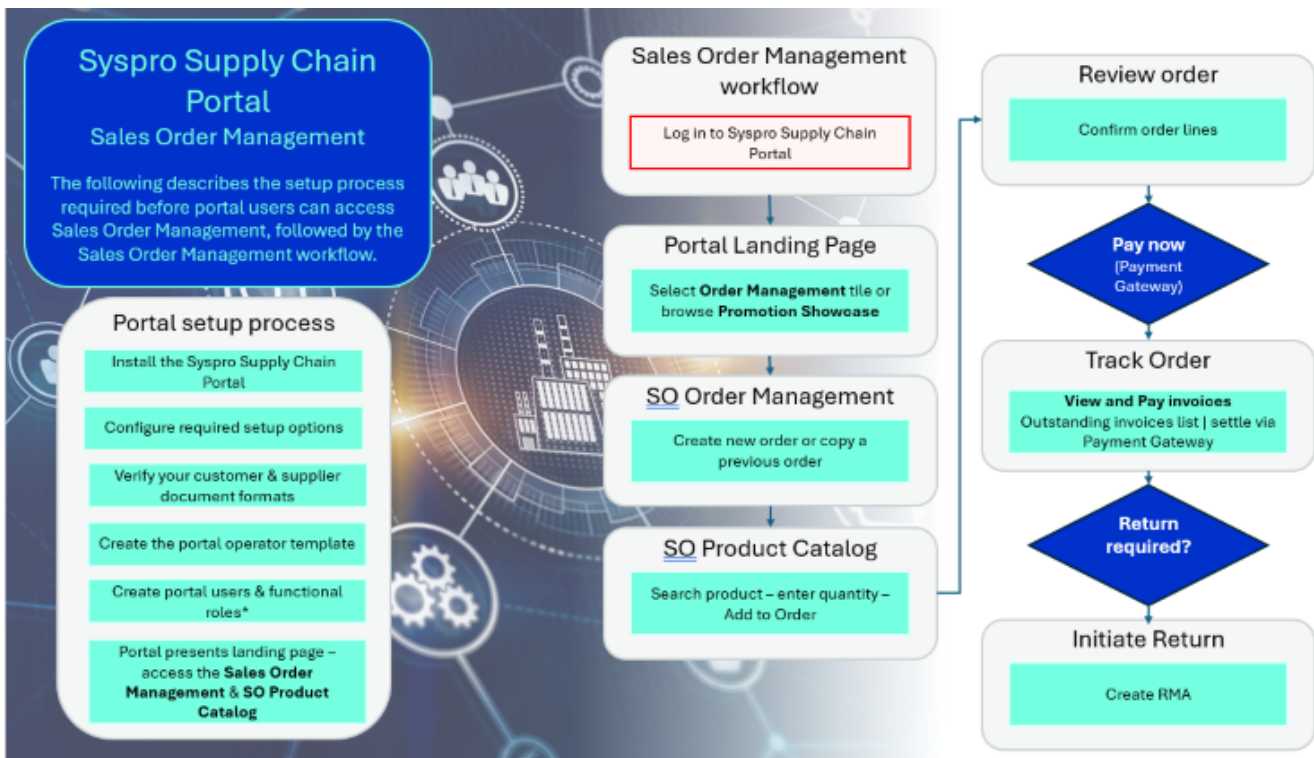 Syspro Supply Chain
Portal
Sales Order Management
The following describes the setup process
required before portal users can access
Sales Order Management, followed by the
Sales Order Management workflow.
Portal setup process
Install the Syspro Supply Chain
Portal
Configure required setup options
Verify your customer & supplier
document formats
Create the portal operator template
Create portal users & functional
roles*
Portal presents landing page –
access the Sales Order
Management & SO Product
Catalog
Sales Order Management
workflow
Log in to Syspro Supply Chain
Portal
Portal Landing Page
Select Order Management tile or
browse Promotion Showcase
SO Order Management
Create new order or copy a
previous order
SO Product Catalog
Search product – enter quantity –
Add to Order
Review order
Confirm order lines
Pay now
(Payment
Gateway)
Track Order
View and Pay invoices
Outstanding invoices list | settle via
Payment Gateway
Return
required?
Initiate Return
Create RMA